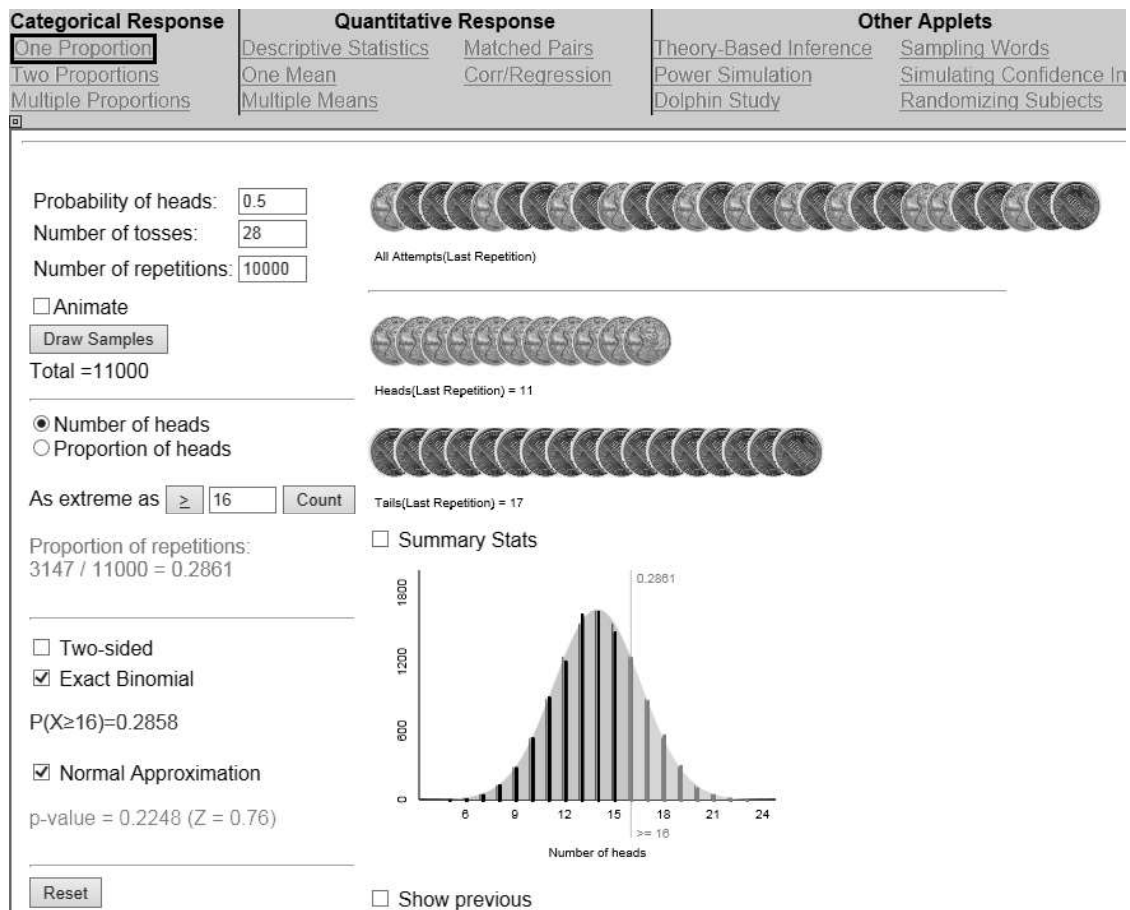 Categorical Response Quantitative Response Other Applets
One Proportion Descriptive Statistics Matched Pairs Theory-Based Inference Sampling Words
Two Proportions One Mean Corr/Regression Power Simulation Simulating Confidence In
Multiple Proportions Multiple Means Dolphin Study Randomizing Subjects
Probability of heads: 0.5
Number of tosses: 28
Number of repetitions: 10000
All Attempts(Last Repetition)
Animate
Draw Samples
Total =11000
Heads(Last Repetition) = 11
Number of heads
Proportion of heads
As extreme as ≥ 16 Count
Tails(Last Repetition) = 17
Proportion of repetitions:
3147 / 11000 = 0.2861
Summary Stats
0.2861
1800
1200
600
0
6 9 12 15 18 21 24
>= 16
Number of heads
Two-sided
Exact Binomial
P(X≥16)=0.2858
Normal Approximation
p-value = 0.2248 (Z = 0.76)
Reset
Show previous